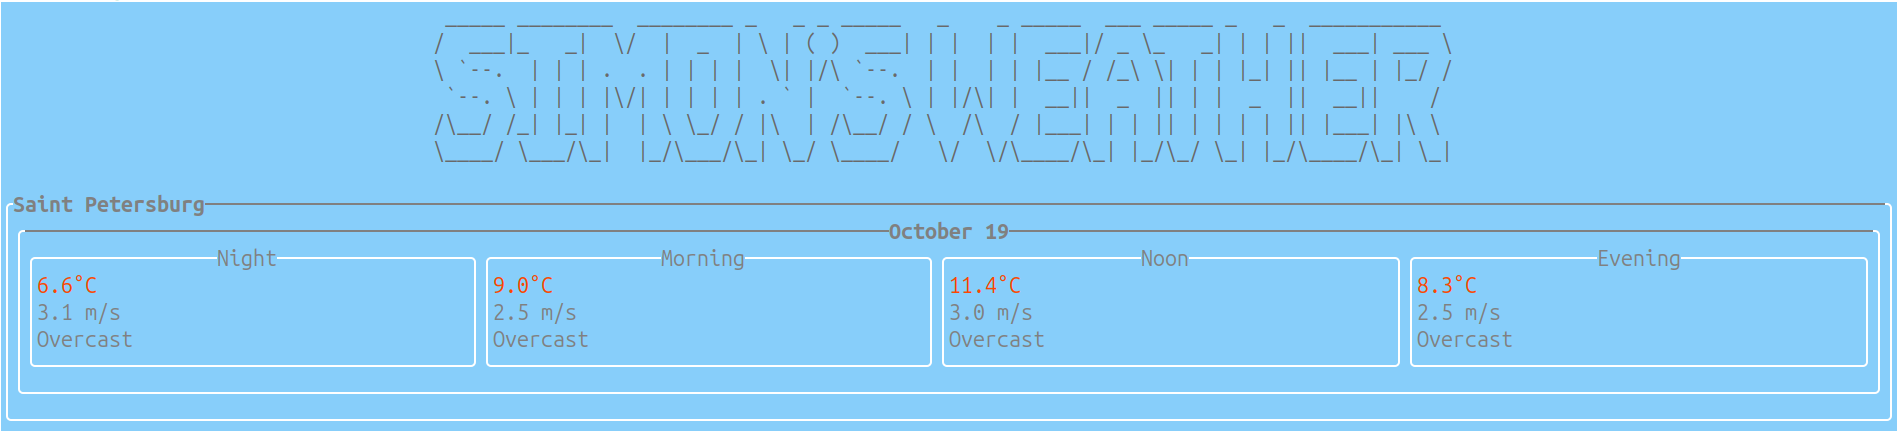 SIMON'S WEATHER
Saint Petersburg
October 19
Night Morning Noon Evening
6.6°C 9.0°C 11.4°C 8.3°C
3.1 m/s 2.5 m/s 3.0 m/s 2.5 m/s
Overcast Overcast Overcast Overcast